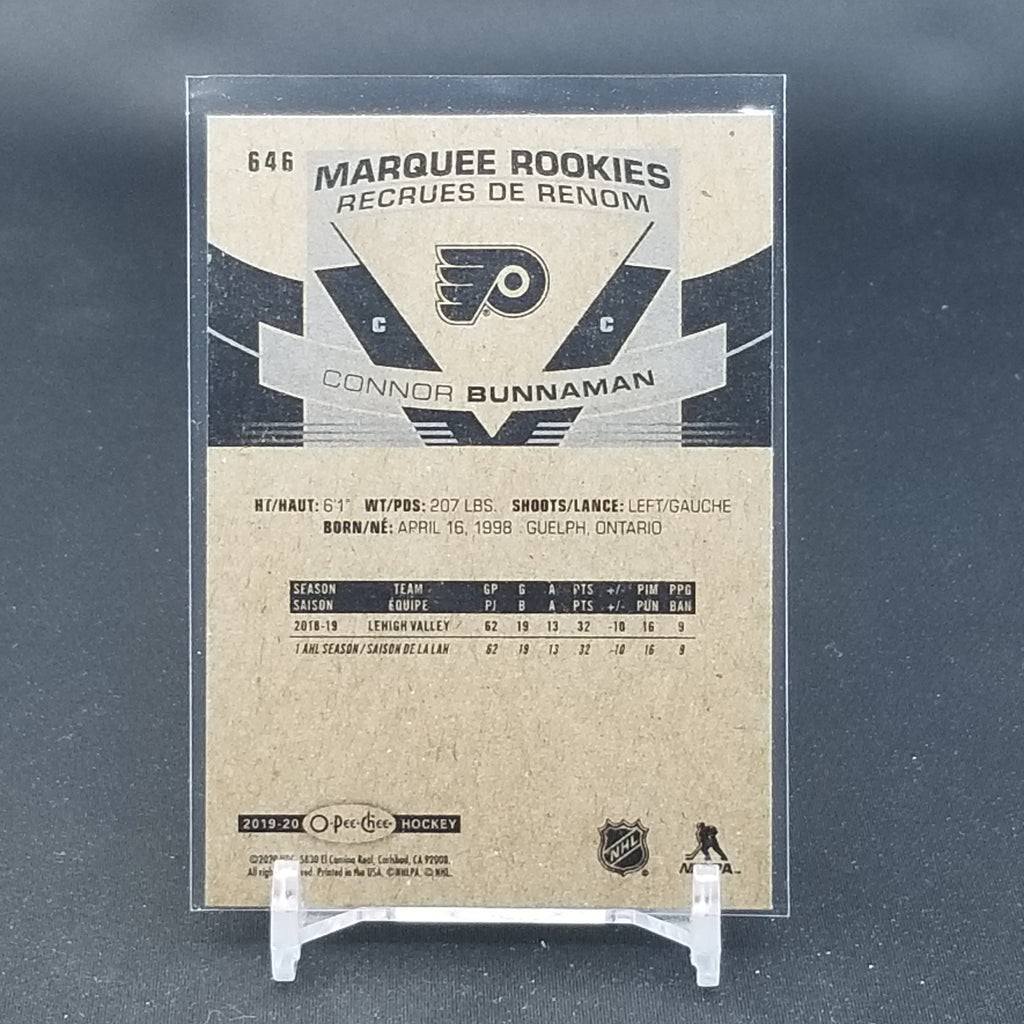 646
MARQUEE ROOKIES
RECRUES DE RENOM
C C
CONNOR BUNNAMAN
HT/HAUT: 6'1" WT/PDS: 207 LBS. SHOOTS/LANCE: LEFT/GAUCHE
BORN/NÉ: APRIL 16, 1998 GUELPH, ONTARIO
SEASON TEAM GP G A PTS +/- PIM PPG
SAISON ÉQUIPE PJ B A PTS +/- PUN BAN
2018-19 LEHIGH VALLEY 62 19 13 32 -10 16 9
1 AHL SEASON / SAISON DE LA LAH 62 19 13 32 -10 16 9
2019-20 O-Pee-Chee HOCKEY
©2020 5830 El Camino Real, Carlsbad, CA 92008.
All Printed in the USA. ©NHLPA. ©NHL.
NHL